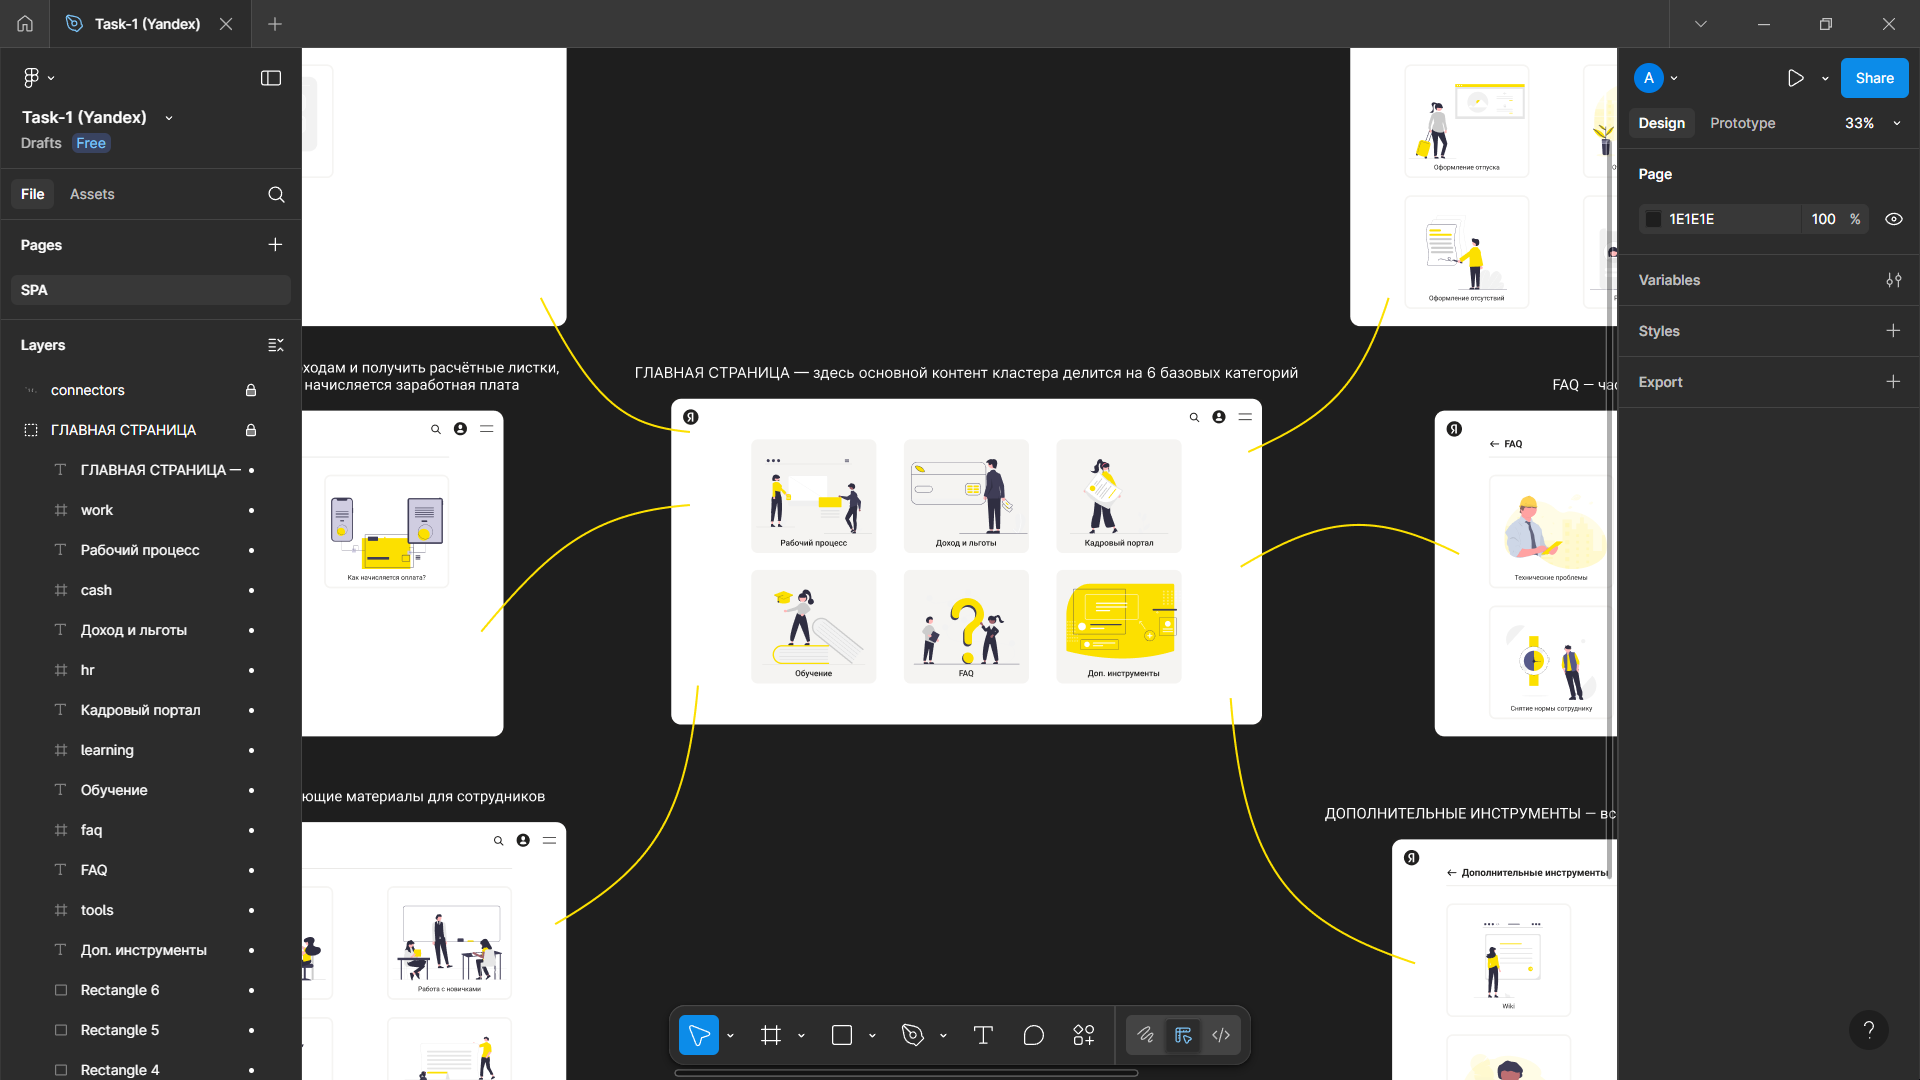 Task-1 (Yandex)
Task-1 (Yandex)
Drafts
Free
File
Assets
Pages
SPA
Layers
connectors
ГЛАВНАЯ СТРАНИЦА
ГЛАВНАЯ СТРАНИЦА —
work
Рабочий процесс
cash
Доход и льготы
hr
Кадровый портал
learning
Обучение
faq
FAQ
tools
Доп. инструменты
Rectangle 6
Rectangle 5
Rectangle 4
ходам и получить расчётные листки,
начисляется заработная плата
Как начисляется оплата?
ющие материалы для сотрудников
Работа с новичками
ГЛАВНАЯ СТРАНИЦА — здесь основной контент кластера делится на 6 базовых категорий
Я
Рабочий процесс
Доход и льготы
Кадровый портал
Обучение
FAQ
Доп. инструменты
Оформление отпуска
Оформление отсутствий
FAQ — час
Я
FAQ
Технические проблемы
Снятие нормы сотруднику
ДОПОЛНИТЕЛЬНЫЕ ИНСТРУМЕНТЫ — вс
Я
Дополнительные инструменты
Wiki
A
Share
Design
Prototype
33%
Page
1E1E1E
100 %
Variables
Styles
Export
?